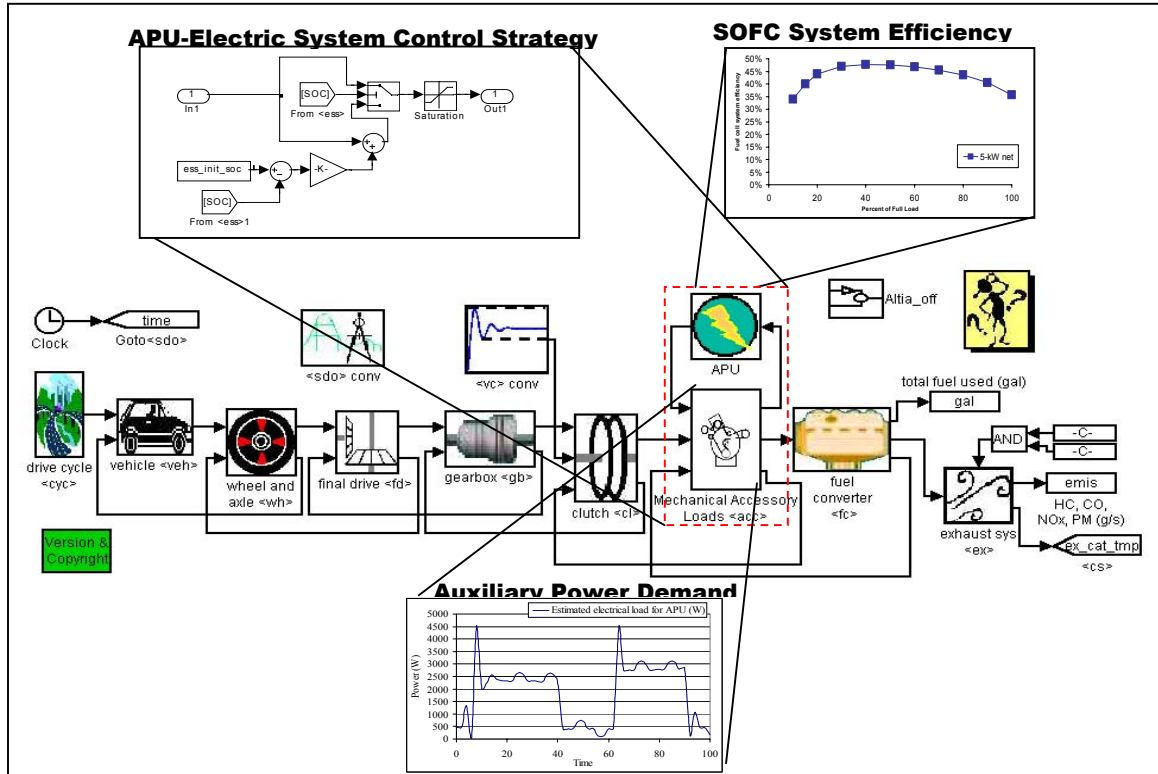 APU-Electric System Control Strategy
SOFC System Efficiency
1
In1
[SOC]
From <ess>
Saturation
1
Out1
ess_init_soc
-K-
[SOC]
From <ess>1
Fuel cell system efficiency
50%
45%
40%
35%
30%
25%
20%
15%
10%
5%
0%
0
20
40
60
80
100
Percent of Full Load
5-kW net
Clock
time
Goto<sdo>
<sdo> conv
<vc> conv
APU
Altia_off
total fuel used (gal)
gal
drive cycle
<cyc>
vehicle <veh>
wheel and
axle <wh>
final drive <fd>
gearbox <gb>
clutch <cl>
Mechanical Accessory
Loads <acc>
fuel
converter
<fc>
AND
-C-
-C-
emis
HC, CO,
NOx, PM (g/s)
exhaust sys
<ex>
ex_cat_tmp
<cs>
Version &
Copyright
Auxiliary Power Demand
Estimated electrical load for APU (W)
Power (W)
5000
4500
4000
3500
3000
2500
2000
1500
1000
500
0
0
20
40
60
80
100
Time